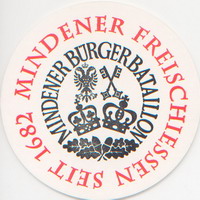 MINDENER FREISCHIESSEN SEIT 1682
MINDENER BÜRGERBATAILLON